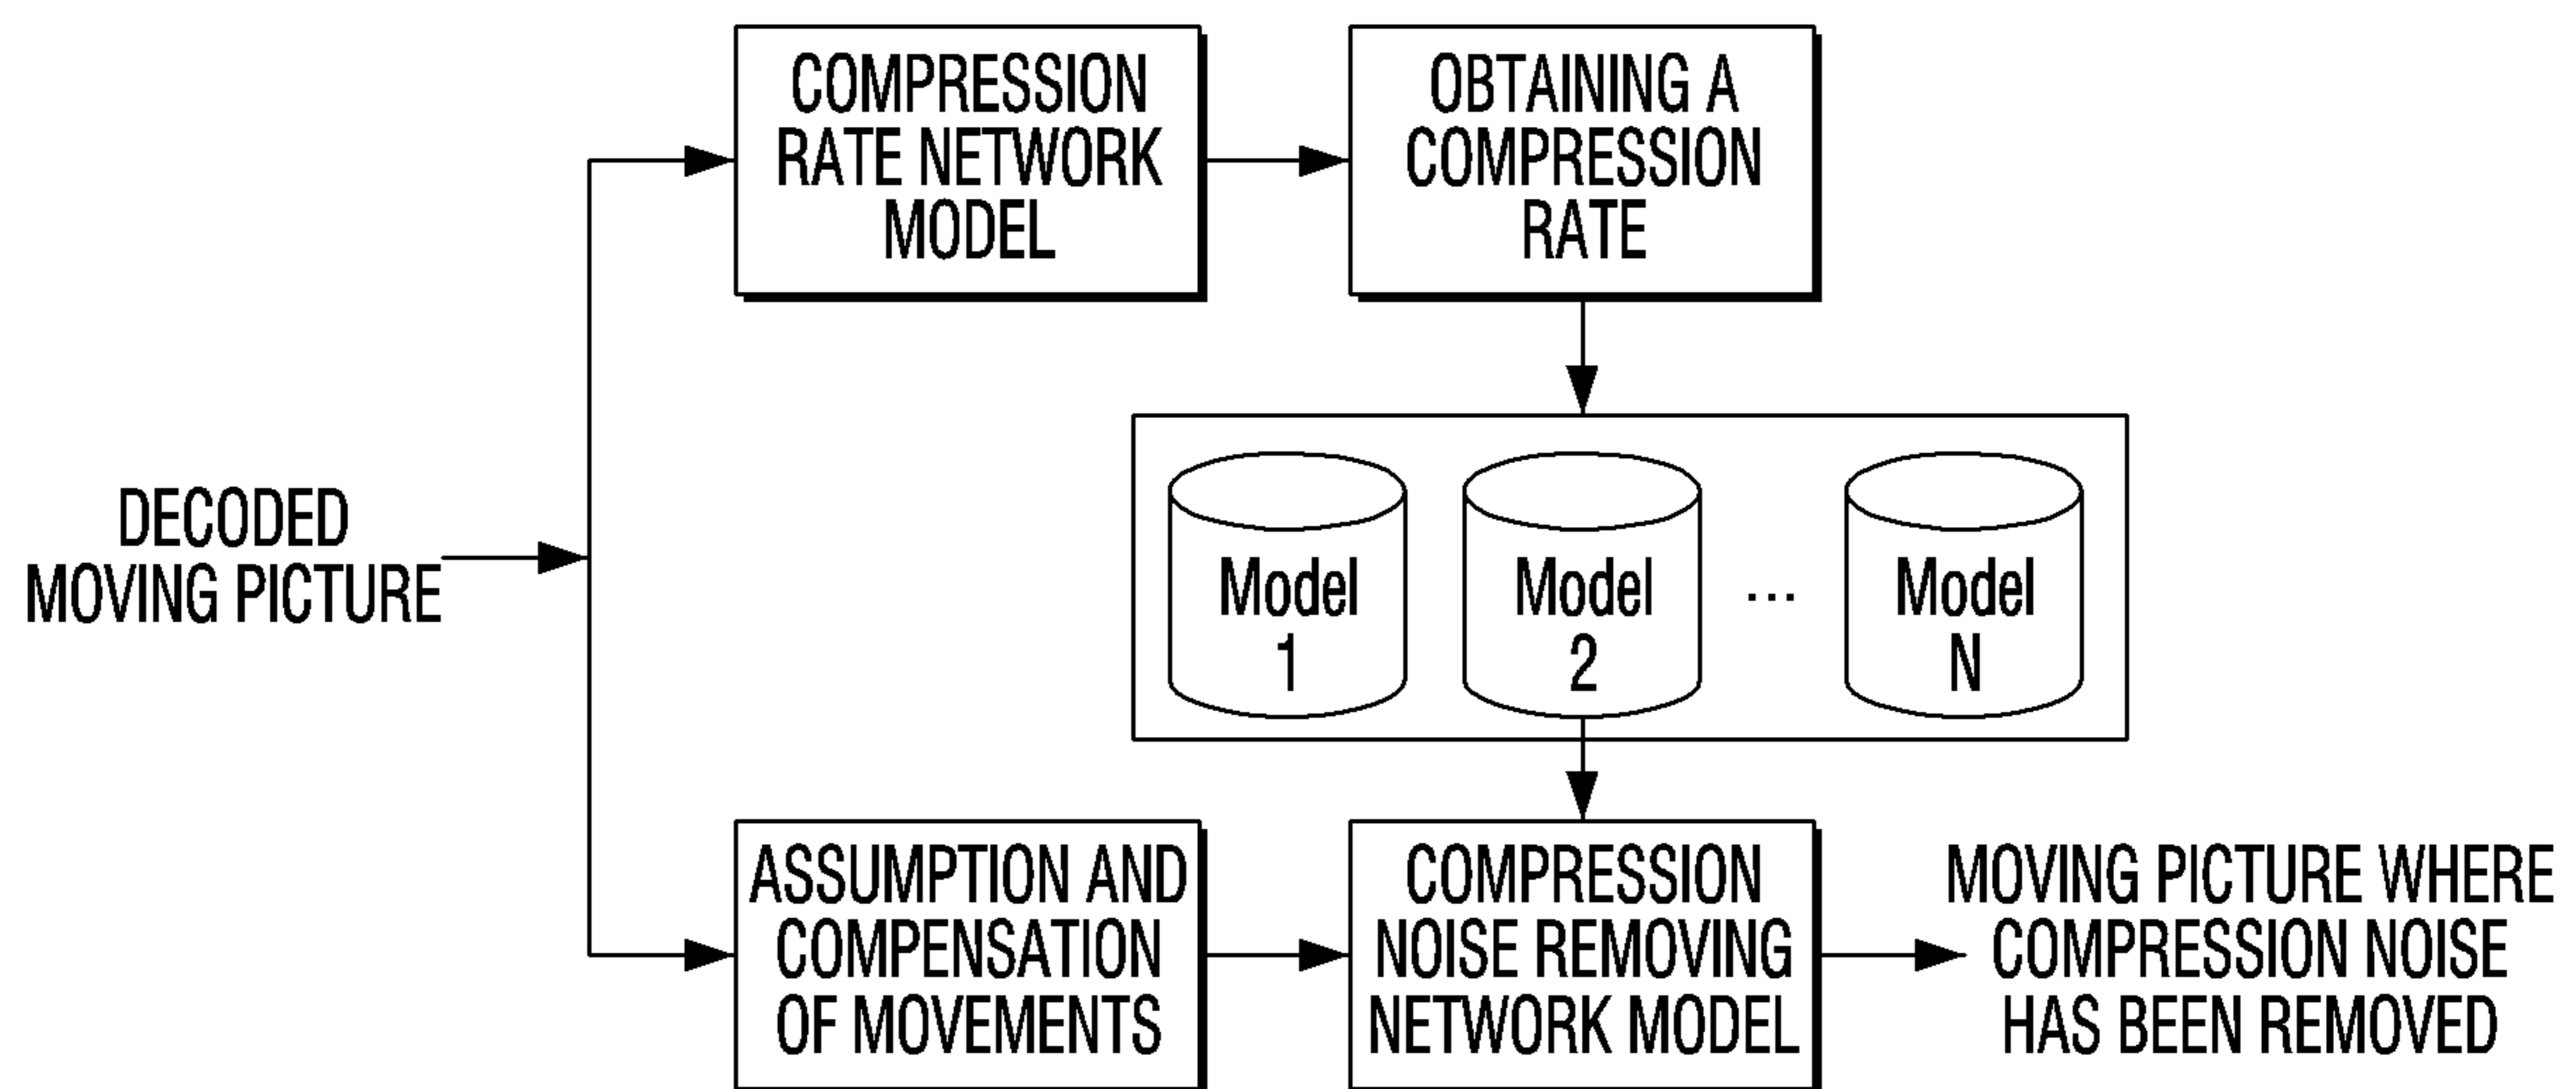 COMPRESSION
RATE NETWORK
MODEL
OBTAINING A
COMPRESSION
RATE
DECODED
MOVING PICTURE
Model
1
Model
2
...
Model
N
ASSUMPTION AND
COMPENSATION
OF MOVEMENTS
COMPRESSION
NOISE REMOVING
NETWORK MODEL
MOVING PICTURE WHERE
COMPRESSION NOISE
HAS BEEN REMOVED